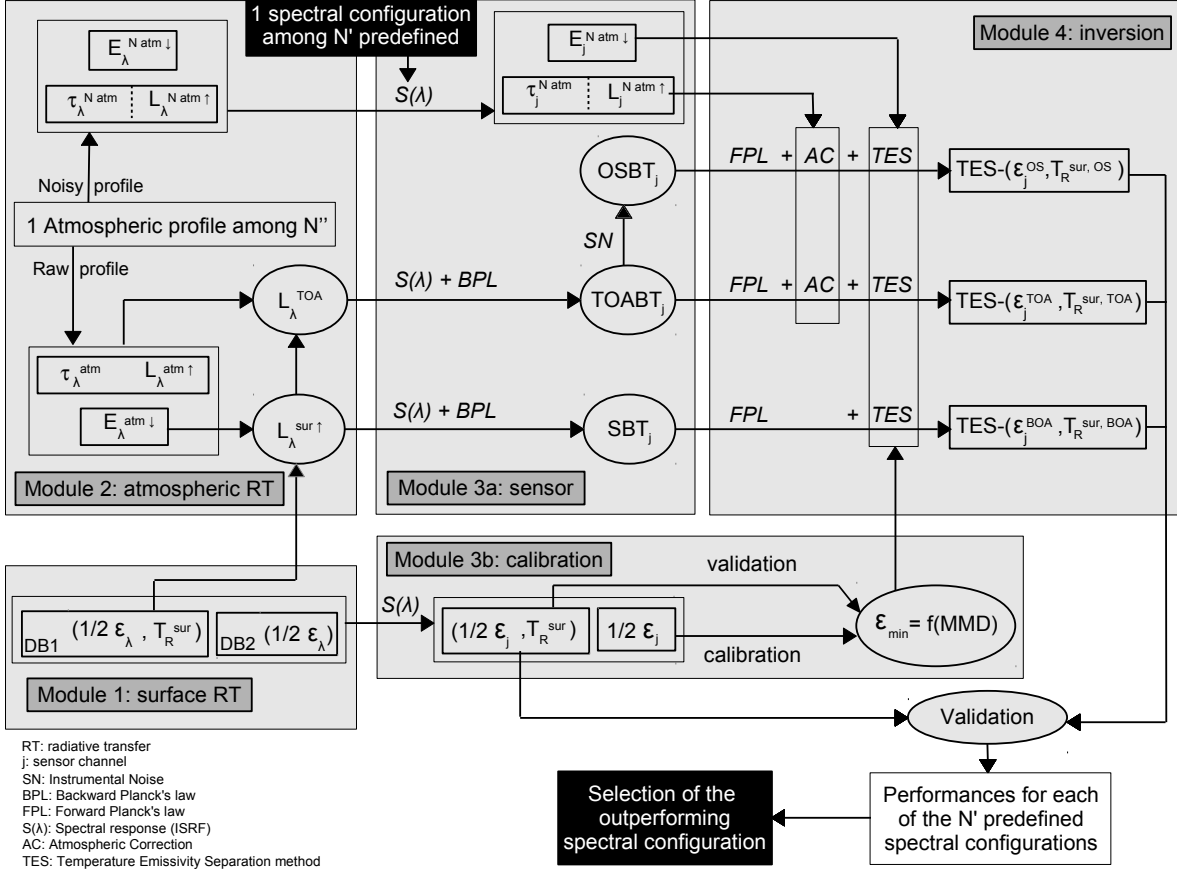 1 spectral configuration
among N' predefined
Module 4: inversion
E_λ^{N atm ↓}
τ_λ^{N atm} L_λ^{N atm ↑}
S(λ)
E_j^{N atm ↓}
τ_j^{N atm} L_j^{N atm ↑}
Noisy profile
1 Atmospheric profile among N''
Raw profile
OSBT_j
FPL + AC + TES
TES-(ε_j^{OS},T_R^{sur, OS})
SN
L_λ^{TOA}
S(λ) + BPL
TOABT_j
FPL + AC + TES
TES-(ε_j^{TOA},T_R^{sur, TOA})
τ_λ^{atm} L_λ^{atm ↑}
E_λ^{atm ↓}
L_λ^{sur ↑}
S(λ) + BPL
SBT_j
FPL + TES
TES-(ε_j^{BOA},T_R^{sur, BOA})
Module 2: atmospheric RT
Module 3a: sensor
Module 3b: calibration
validation
DB1 (1/2 ε_λ , T_R^{sur})
DB2 (1/2 ε_λ)
S(λ)
(1/2 ε_j ,T_R^{sur})
1/2 ε_j
calibration
ε_{min} = f(MMD)
Module 1: surface RT
Validation
RT: radiative transfer
j: sensor channel
SN: Instrumental Noise
BPL: Backward Planck's law
FPL: Forward Planck's law
S(λ): Spectral response (ISRF)
AC: Atmospheric Correction
TES: Temperature Emissivity Separation method
Selection of the
outperforming
spectral configuration
Performances for each
of the N' predefined
spectral configurations